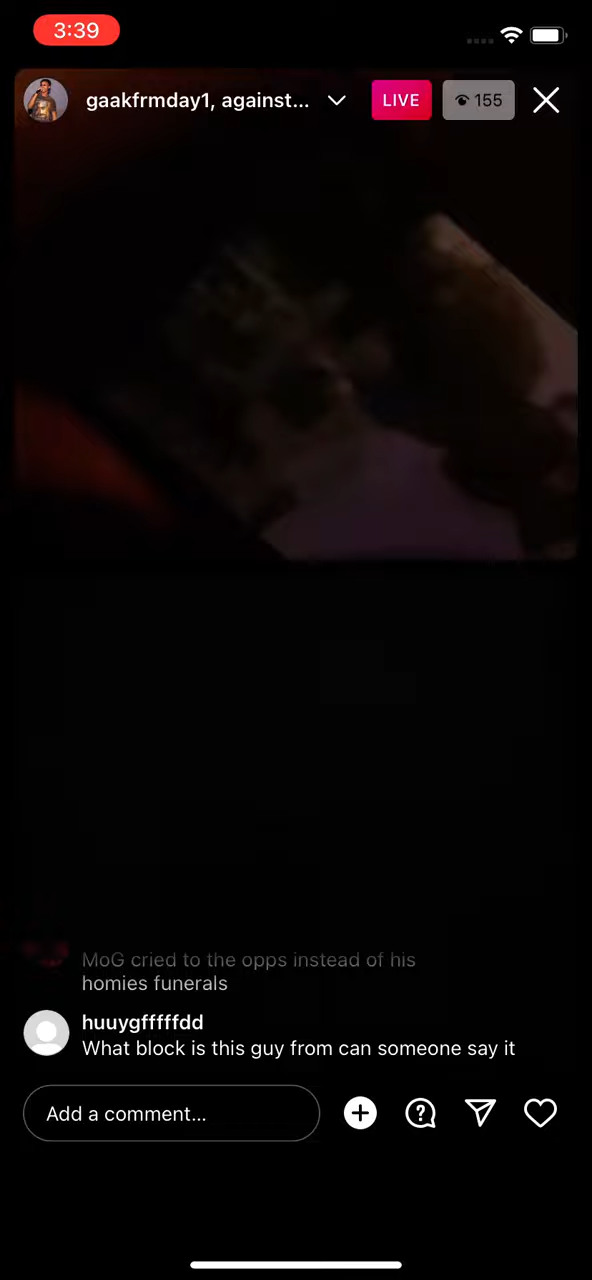 3:39
gaakfrmday1, against...
LIVE
155
MoG cried to the opps instead of his
homies funerals
huuygfffffdd
What block is this guy from can someone say it
Add a comment...